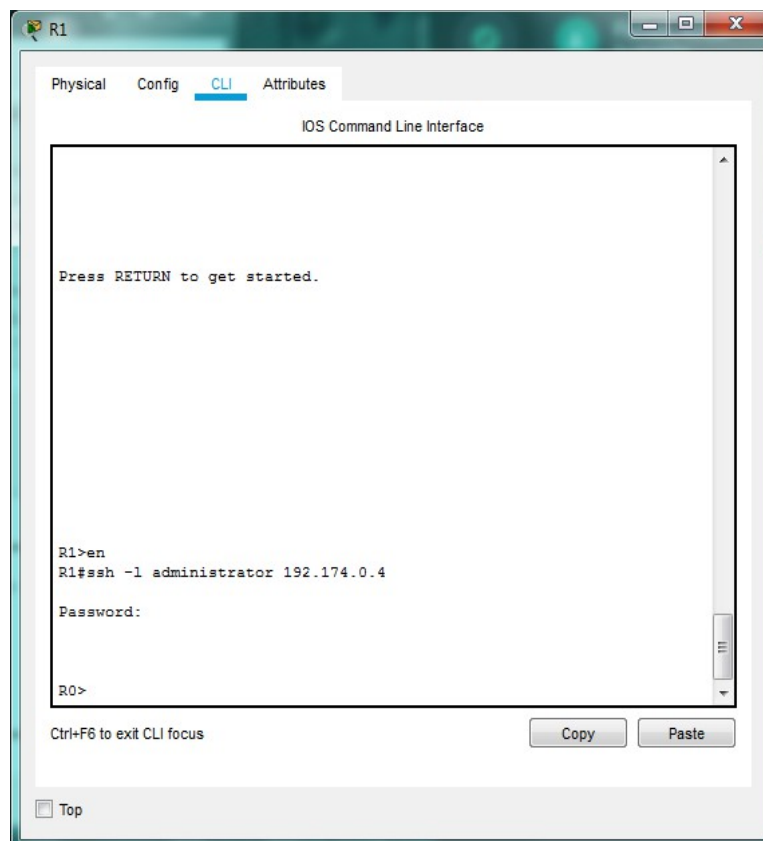 R1
Physical Config CLI Attributes
IOS Command Line Interface
Press RETURN to get started.
R1>en
R1#ssh -l administrator 192.174.0.4
Password:
R0>
Ctrl+F6 to exit CLI focus
Copy Paste
Top